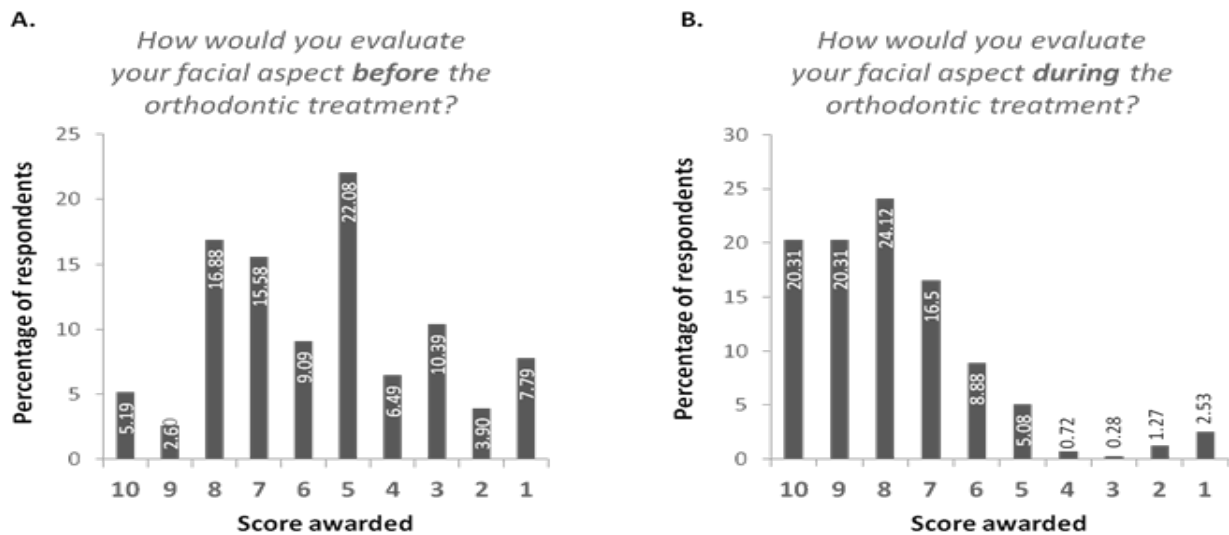 A.
How would you evaluate
your facial aspect before the
orthodontic treatment?
Percentage of respondents
25
20
15
10
5
0
5.19
2.60
16.88
15.58
9.09
22.08
6.49
10.39
3.90
7.79
10 9 8 7 6 5 4 3 2 1
Score awarded
B.
How would you evaluate
your facial aspect during the
orthodontic treatment?
Percentage of respondents
30
25
20
15
10
5
0
20.31
20.31
24.12
16.5
8.88
5.08
0.72
0.28
1.27
2.53
10 9 8 7 6 5 4 3 2 1
Score awarded